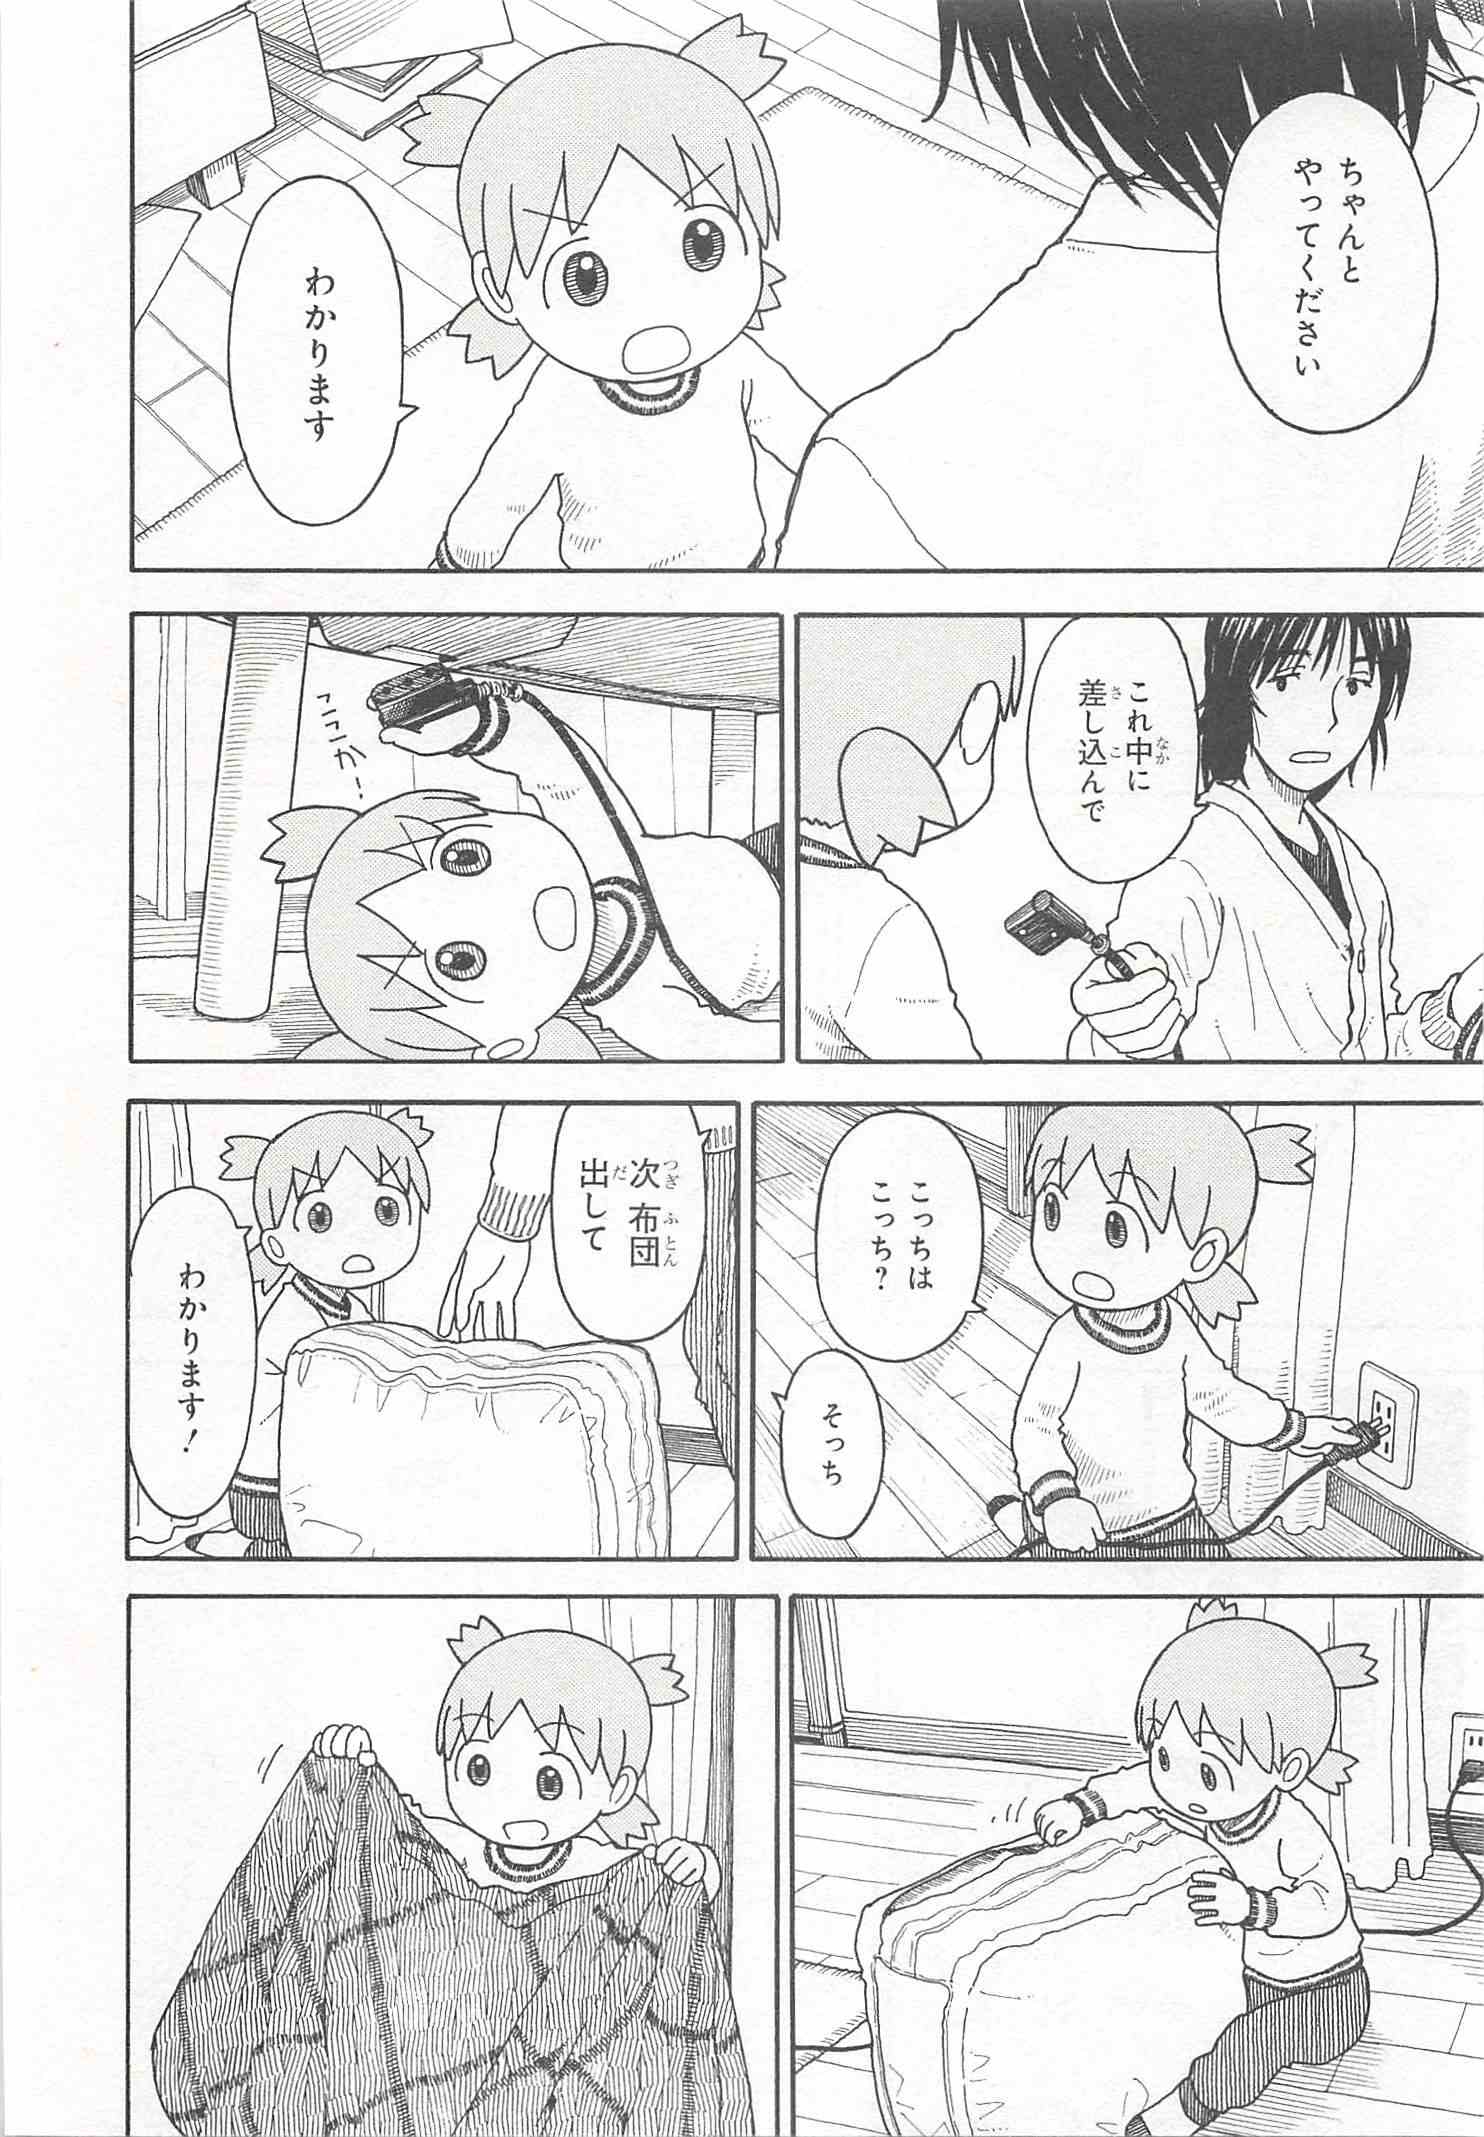 ちゃんと
やってください
わかります
これ中に
差し込んで
ここか…
こっちは
こっち？
そっち
次 布団
出して
わかります！